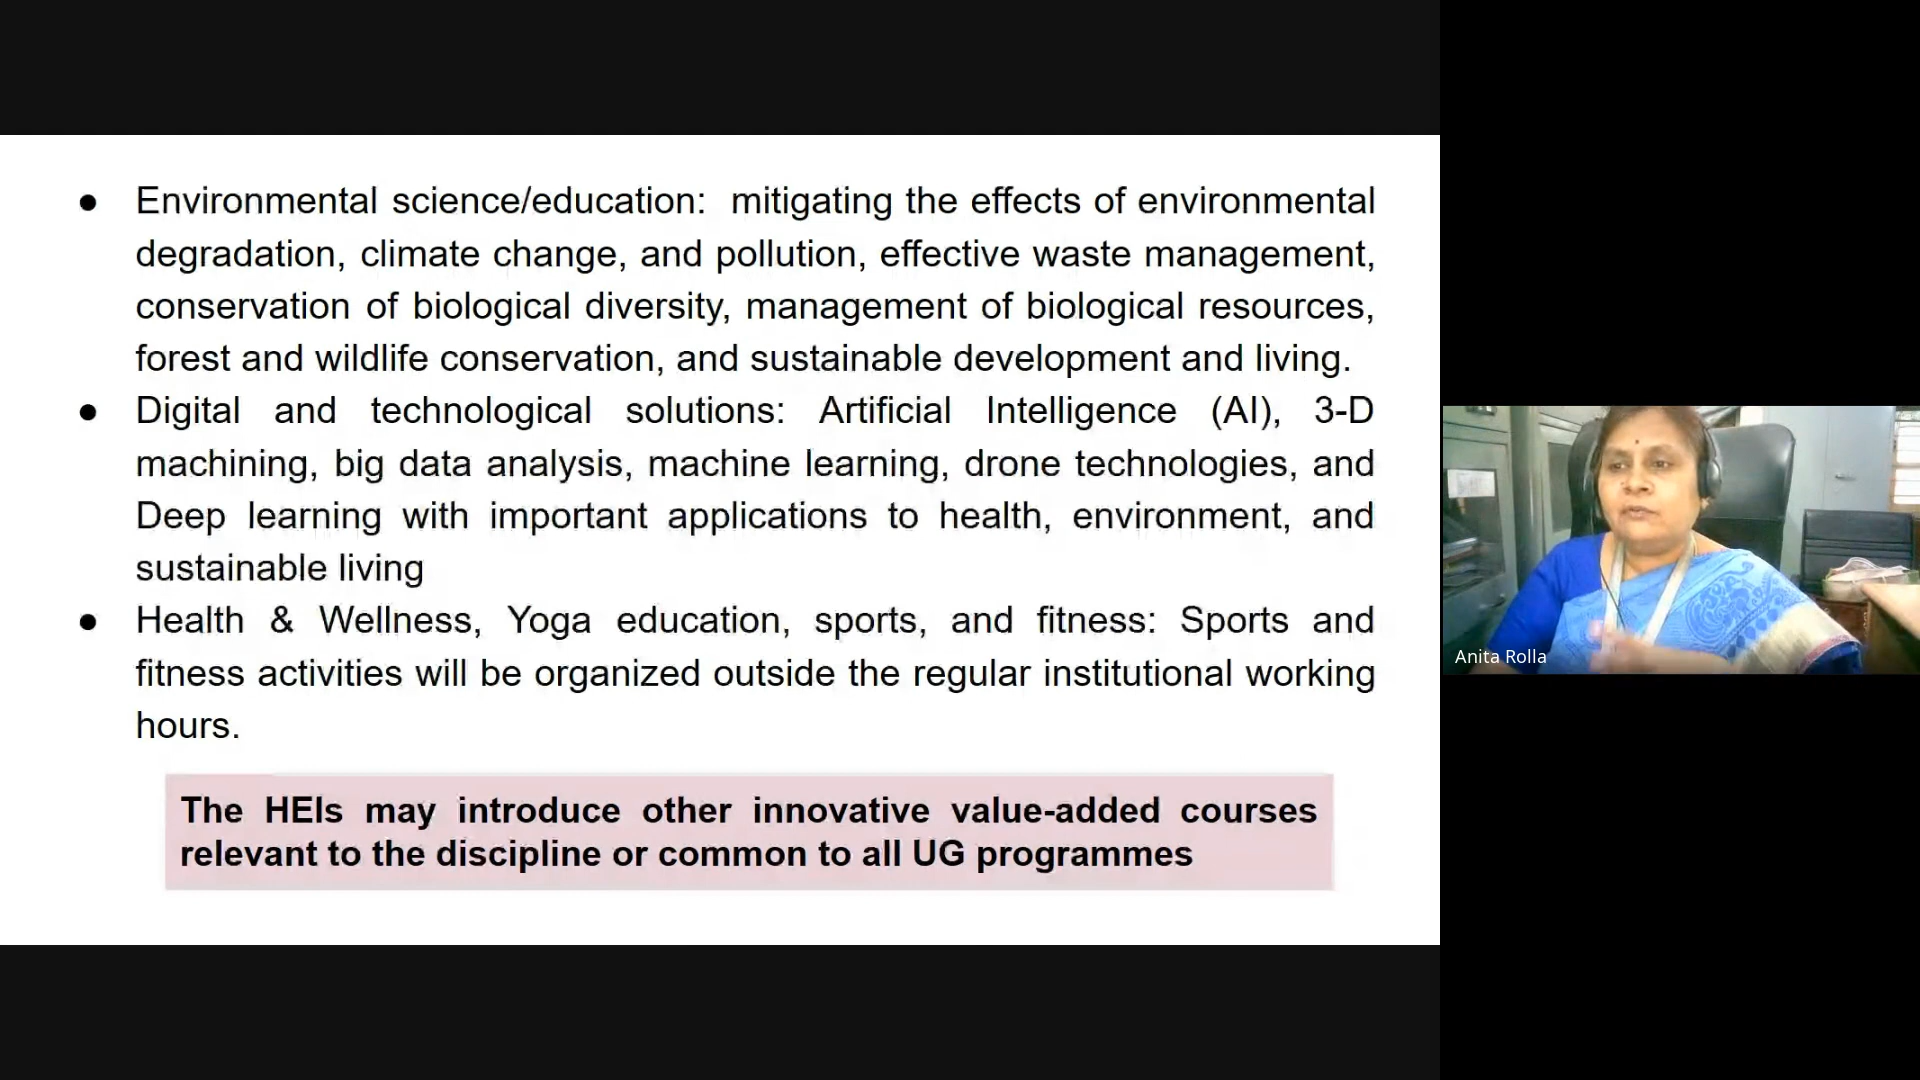 ● Environmental science/education: mitigating the effects of environmental
degradation, climate change, and pollution, effective waste management,
conservation of biological diversity, management of biological resources,
forest and wildlife conservation, and sustainable development and living.
● Digital and technological solutions: Artificial Intelligence (AI), 3-D
machining, big data analysis, machine learning, drone technologies, and
Deep learning with important applications to health, environment, and
sustainable living
● Health & Wellness, Yoga education, sports, and fitness: Sports and
fitness activities will be organized outside the regular institutional working
hours.
The HEIs may introduce other innovative value-added courses
relevant to the discipline or common to all UG programmes
Anita Rolla